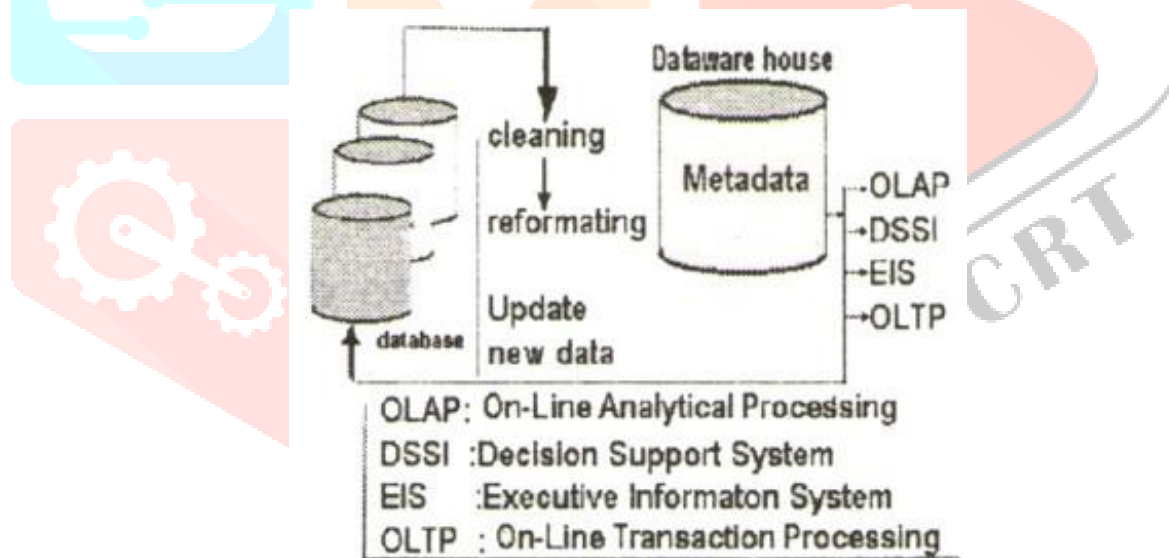 Dataware house
cleaning
Metadata
OLAP
reformating
DSSI
EIS
Update
OLTP
database
new data
OLAP: On-Line Analytical Processing
DSSI :Decision Support System
EIS :Executive Informaton System
OLTP : On-Line Transaction Processing
CRT